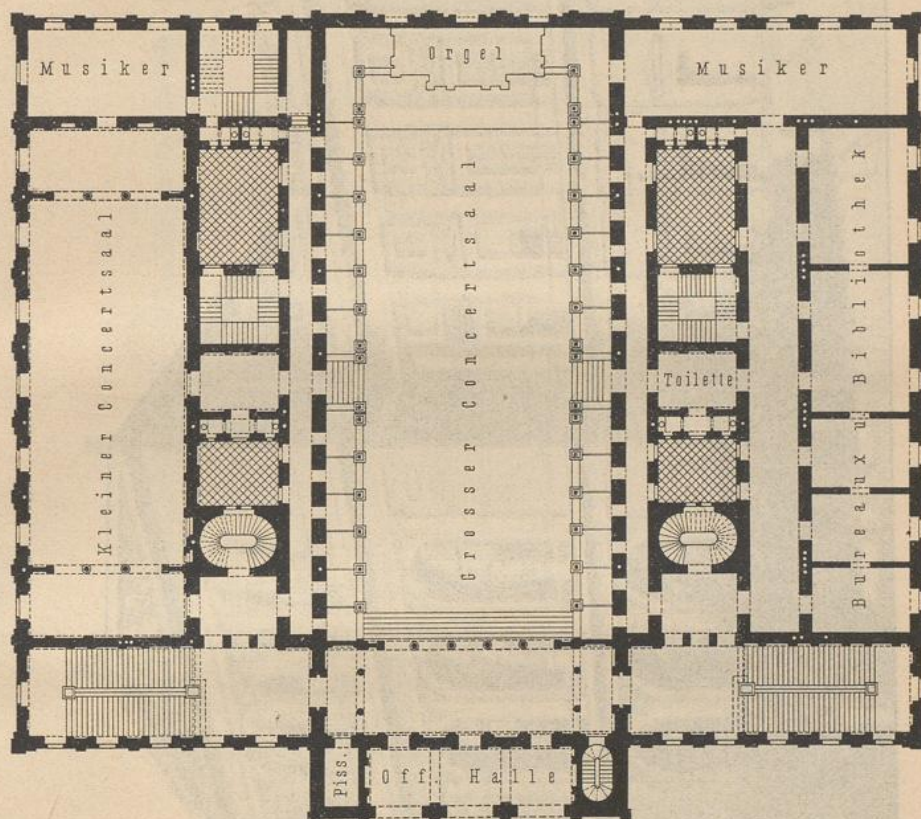 Orgel
Musiker
Musiker
Kleiner Concertsaal
Grosser Concertsaal
Toilette
Bureaux u Bibliothek
Piss.
Off. Halle